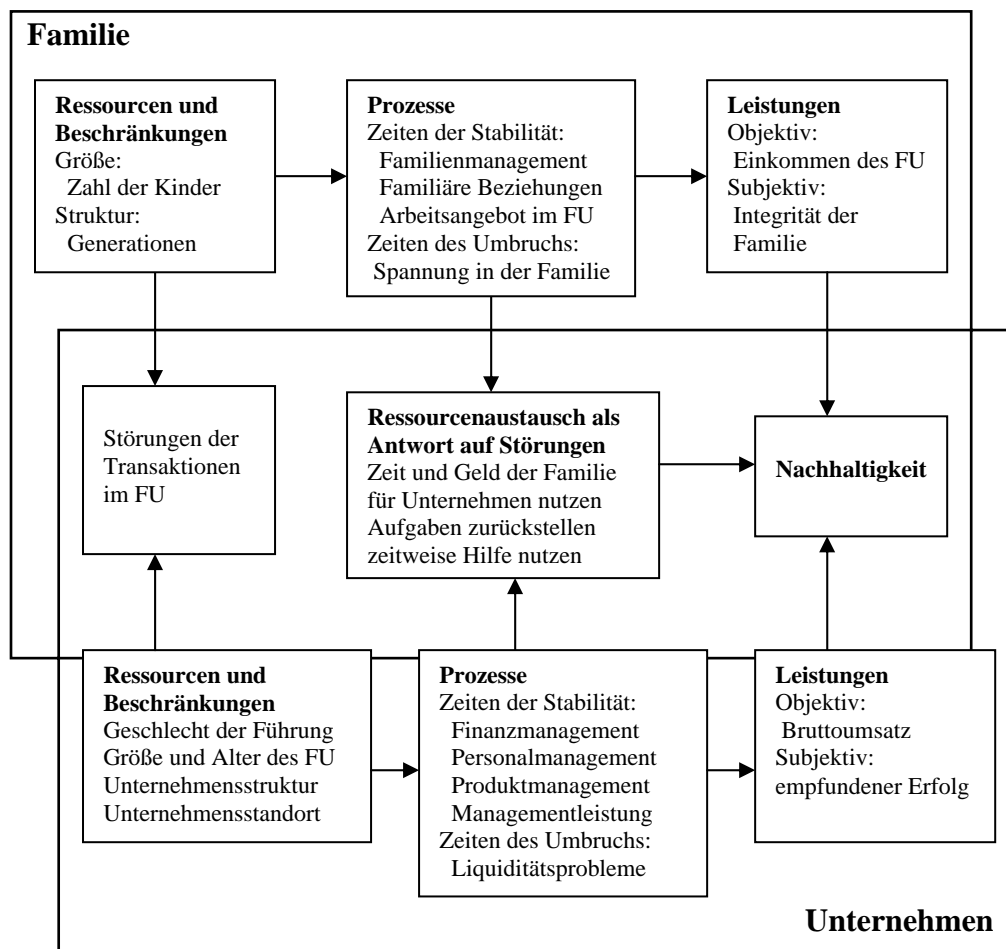 Familie
Ressourcen und
Beschränkungen
Größe:
Zahl der Kinder
Struktur:
Generationen
Prozesse
Zeiten der Stabilität:
Familienmanagement
Familiäre Beziehungen
Arbeitsangebot im FU
Zeiten des Umbruchs:
Spannung in der Familie
Leistungen
Objektiv:
Einkommen des FU
Subjektiv:
Integrität der
Familie
Störungen der
Transaktionen
im FU
Ressourcenaustausch als
Antwort auf Störungen
Zeit und Geld der Familie
für Unternehmen nutzen
Aufgaben zurückstellen
zeitweise Hilfe nutzen
Nachhaltigkeit
Ressourcen und
Beschränkungen
Geschlecht der Führung
Größe und Alter des FU
Unternehmensstruktur
Unternehmensstandort
Prozesse
Zeiten der Stabilität:
Finanzmanagement
Personalmanagement
Produktmanagement
Managementleistung
Zeiten des Umbruchs:
Liquiditätsprobleme
Leistungen
Objektiv:
Bruttoumsatz
Subjektiv:
empfundener Erfolg
Unternehmen